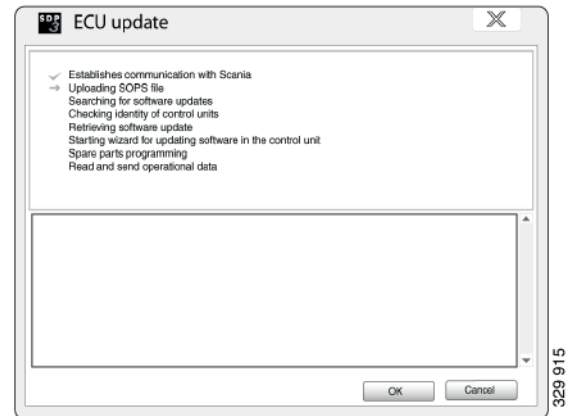 SDP 3 ECU update
Establishes communication with Scania
Uploading SOPS file
Searching for software updates
Checking identity of control units
Retrieving software update
Starting wizard for updating software in the control unit
Spare parts programming
Read and send operational data
OK Cancel
329 915